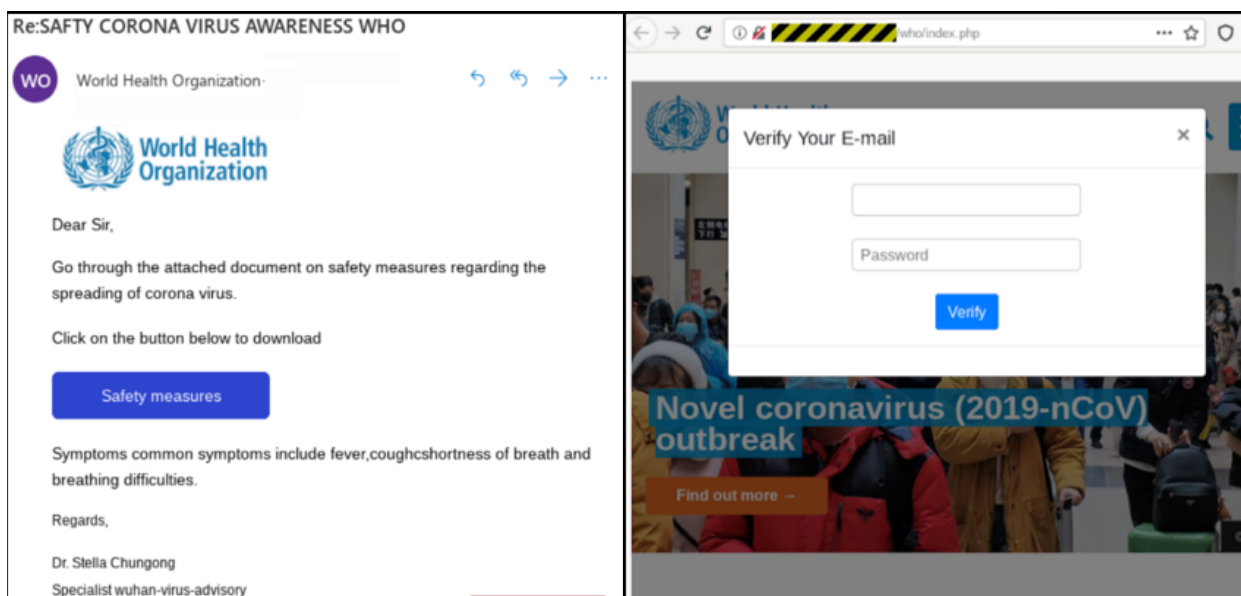 Re:SAFTY CORONA VIRUS AWARENESS WHO
WO
World Health Organization
World Health
Organization
Dear Sir,
Go through the attached document on safety measures regarding the
spreading of corona virus.
Click on the button below to download
Safety measures
Symptoms common symptoms include fever,coughcshortness of breath and
breathing difficulties.
Regards,
Dr. Stella Chungong
Specialist wuhan-virus-advisory
/who/index.php
Verify Your E-mail
×
Password
Verify
Novel coronavirus (2019-nCoV)
outbreak
Find out more →